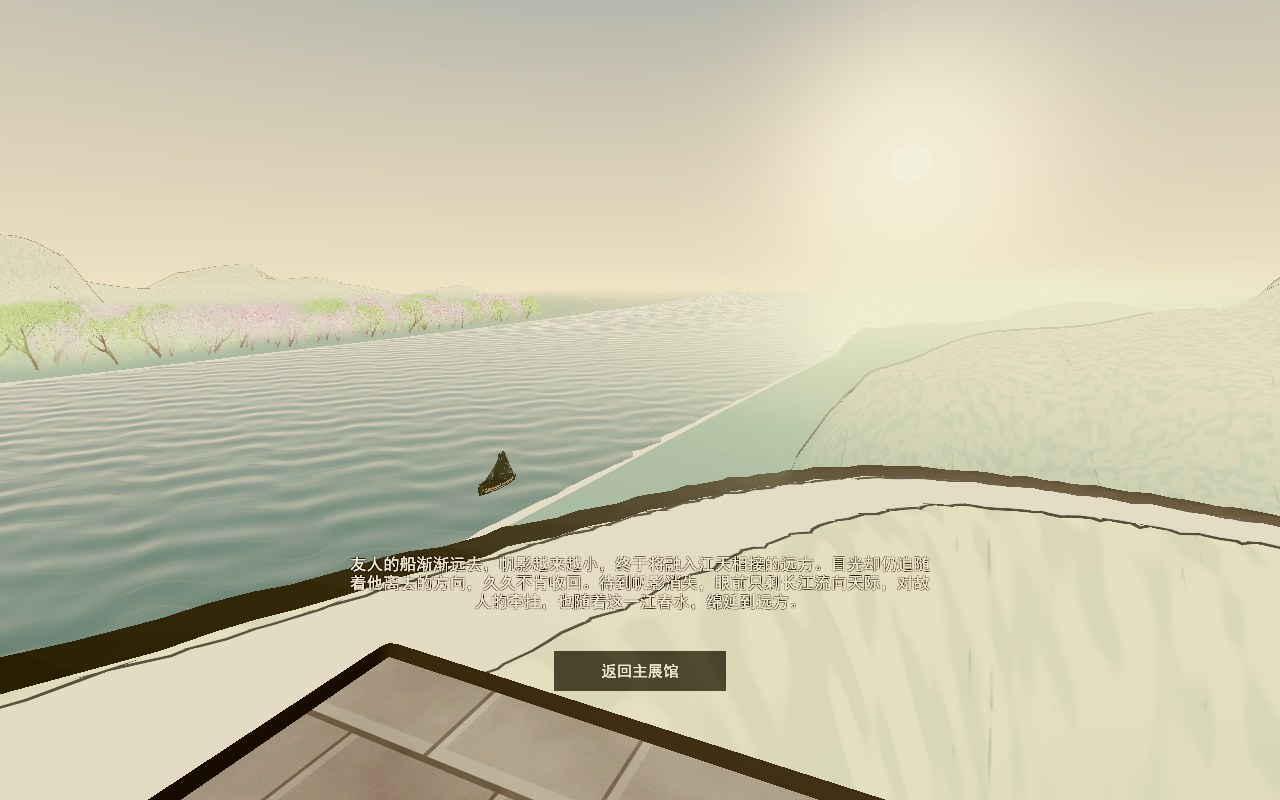 友人的船渐渐远去，帆影越来越小，终于将融入江天相接的远方。目光却仍追随
着他离去的方向，久久不肯收回。待到帆影消失，眼前只剩长江流向天际，对故
人的牵挂，也随着这一江春水，绵延到远方。
返回主展馆